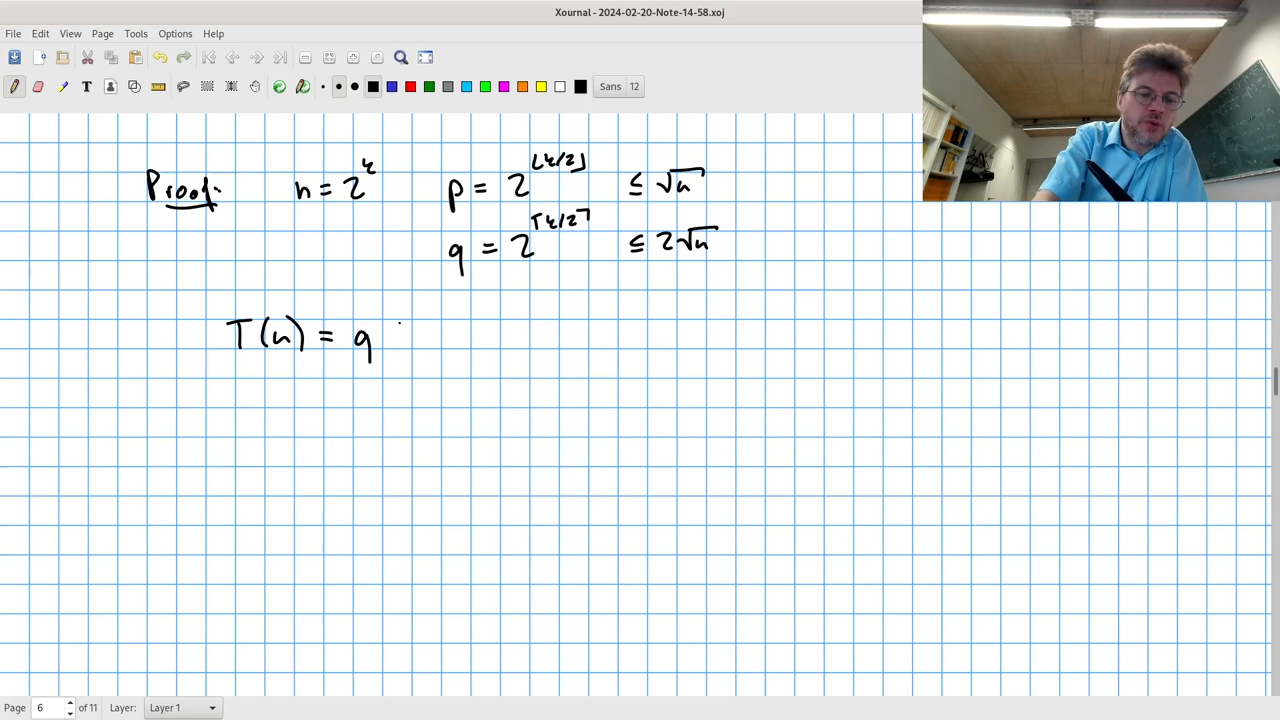 Xournal - 2024-02-20-Note-14-58.xoj
File Edit View Page Tools Options Help
Sans 12
Proof: n = 2^k p = 2^⌊k/2⌋ ≤ √n
q = 2^⌈k/2⌉ ≤ 2√n
T(n) = q
Page 6 of 11 Layer: Layer 1